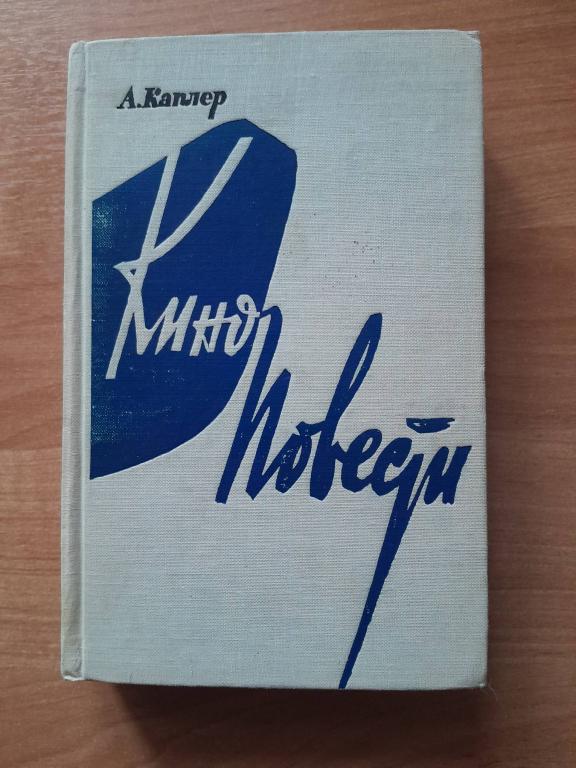 А. Каплер
Кино
Повести